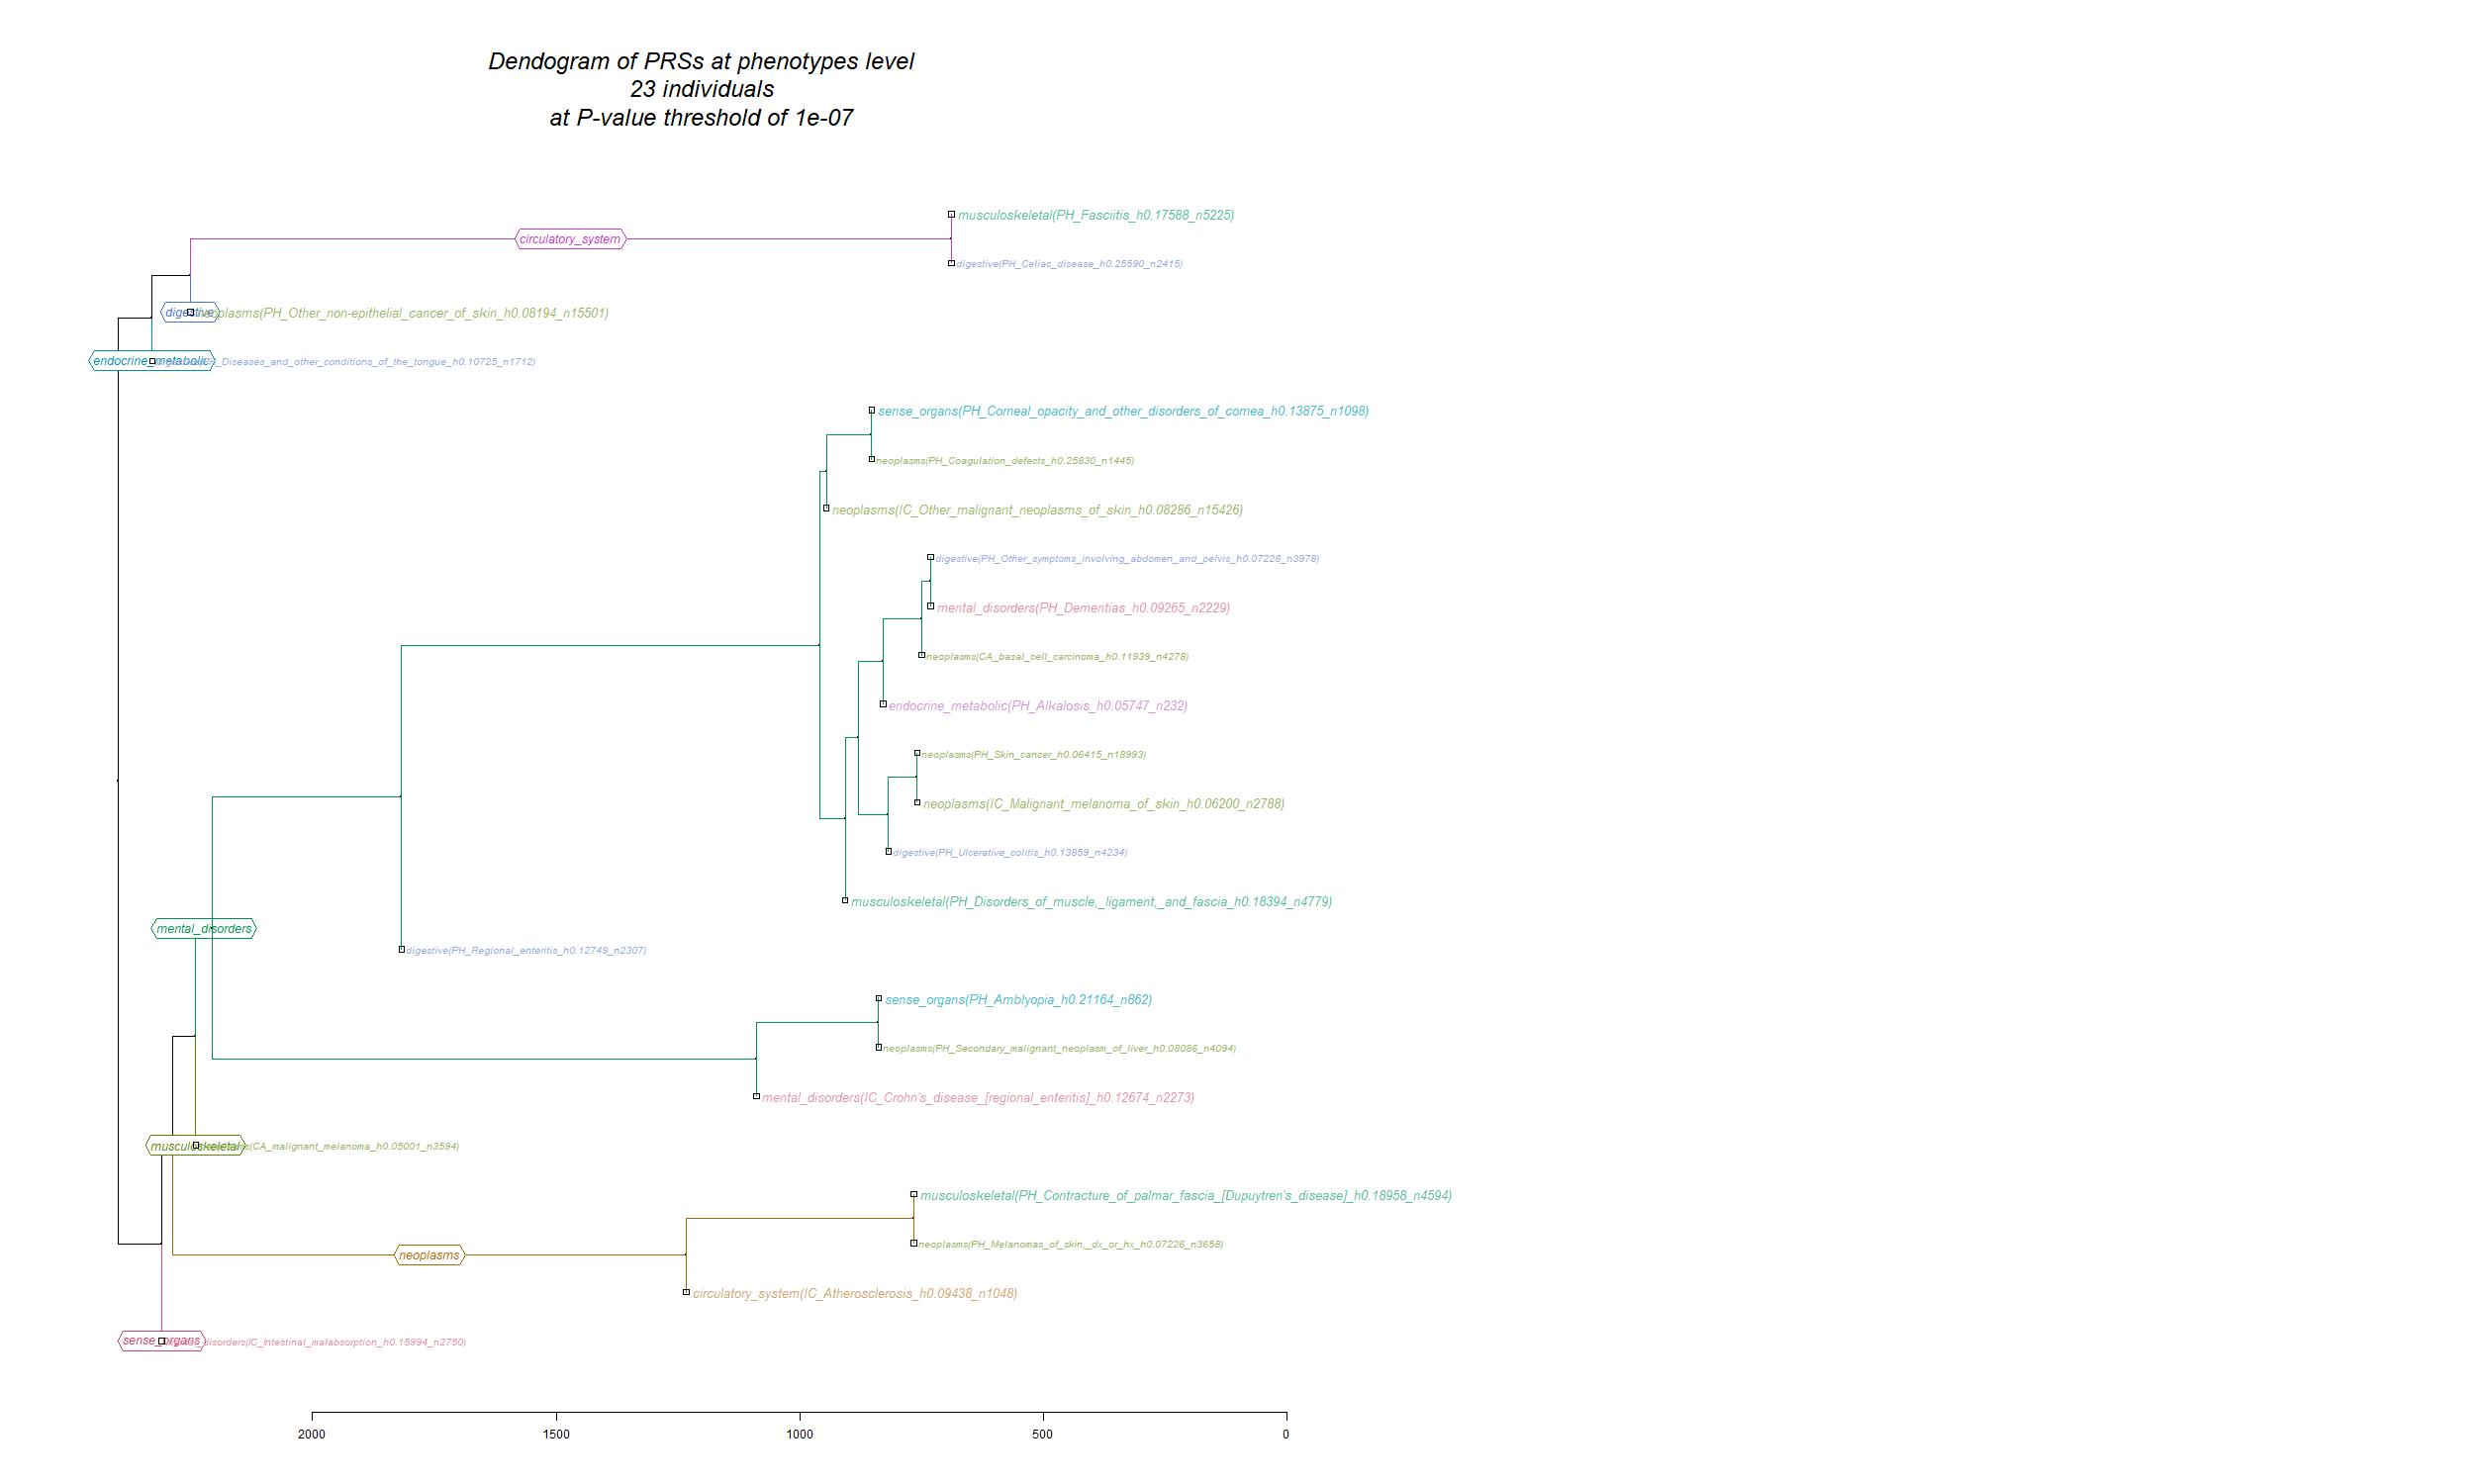 Dendogram of PRSs at phenotypes level
23 individuals
at P-value threshold of 1e-07
musculoskeletal(PH_Fasciitis_h0.17588_n5225)
circulatory_system
digestive(PH_Celiac_disease_h0.25590_n2415)
digestive
neoplasms(PH_Other_non-epithelial_cancer_of_skin_h0.08194_n15501)
endocrine_metabolic
_Diseases_and_other_conditions_of_the_tongue_h0.10725_n1712)
sense_organs(PH_Corneal_opacity_and_other_disorders_of_cornea_h0.13875_n1098)
neoplasms(PH_Coagulation_defects_h0.25830_n1445)
neoplasms(IC_Other_malignant_neoplasms_of_skin_h0.08286_n15426)
digestive(PH_Other_symptoms_involving_abdomen_and_pelvis_h0.07228_n3978)
mental_disorders(PH_Dementias_h0.09265_n2229)
neoplasms(CA_basal_cell_carcinoma_h0.11939_n4278)
endocrine_metabolic(PH_Alkalosis_h0.05747_n232)
neoplasms(PH_Skin_cancer_h0.06415_n18993)
neoplasms(IC_Malignant_melanoma_of_skin_h0.06200_n2788)
digestive(PH_Ulcerative_colitis_h0.13859_n4234)
musculoskeletal(PH_Disorders_of_muscle,_ligament,_and_fascia_h0.18394_n4779)
mental_disorders
digestive(PH_Regional_enteritis_h0.12749_n2307)
sense_organs(PH_Amblyopia_h0.21164_n862)
neoplasms(PH_Secondary_malignant_neoplasm_of_liver_h0.08086_n4094)
mental_disorders(IC_Crohn's_disease_[regional_enteritis]_h0.12674_n2273)
musculoskeletal
(CA_malignant_melanoma_h0.05001_n3594)
musculoskeletal(PH_Contracture_of_palmar_fascia_[Dupuytren's_disease]_h0.18958_n4594)
neoplasms(PH_Melanomas_of_skin,_dx_or_hx_h0.07226_n3658)
neoplasms
circulatory_system(IC_Atherosclerosis_h0.09438_n1048)
sense_organs
_disorders(IC_Intestinal_malabsorption_h0.15994_n2750)
2000 1500 1000 500 0